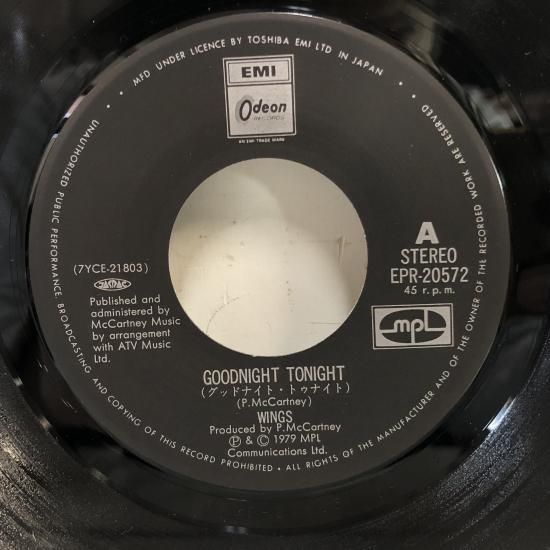 • MFD UNDER LICENCE BY TOSHIBA EMI LTD IN JAPAN • ALL RIGHTS OF THE MANUFACTURER AND OF THE OWNER OF THE RECORDED WORK ARE RESERVED
UNAUTHORIZED PUBLIC PERFORMANCE, BROADCASTING AND COPYING OF THIS RECORD PROHIBITED •
EMI
Odeon
RECORDS
AN EMI TRADE MARK
A
STEREO
EPR-20572
45 r.p.m.
mpl
(7YCE-21803)
JASRAC
Published and
administered by
McCartney Music
by arrangement
with ATV Music
Ltd.
GOODNIGHT TONIGHT
(グッドナイト・トゥナイト)
(P.McCartney)
WINGS
Produced by P.McCartney
Ⓟ & © 1979 MPL
Communications Ltd.